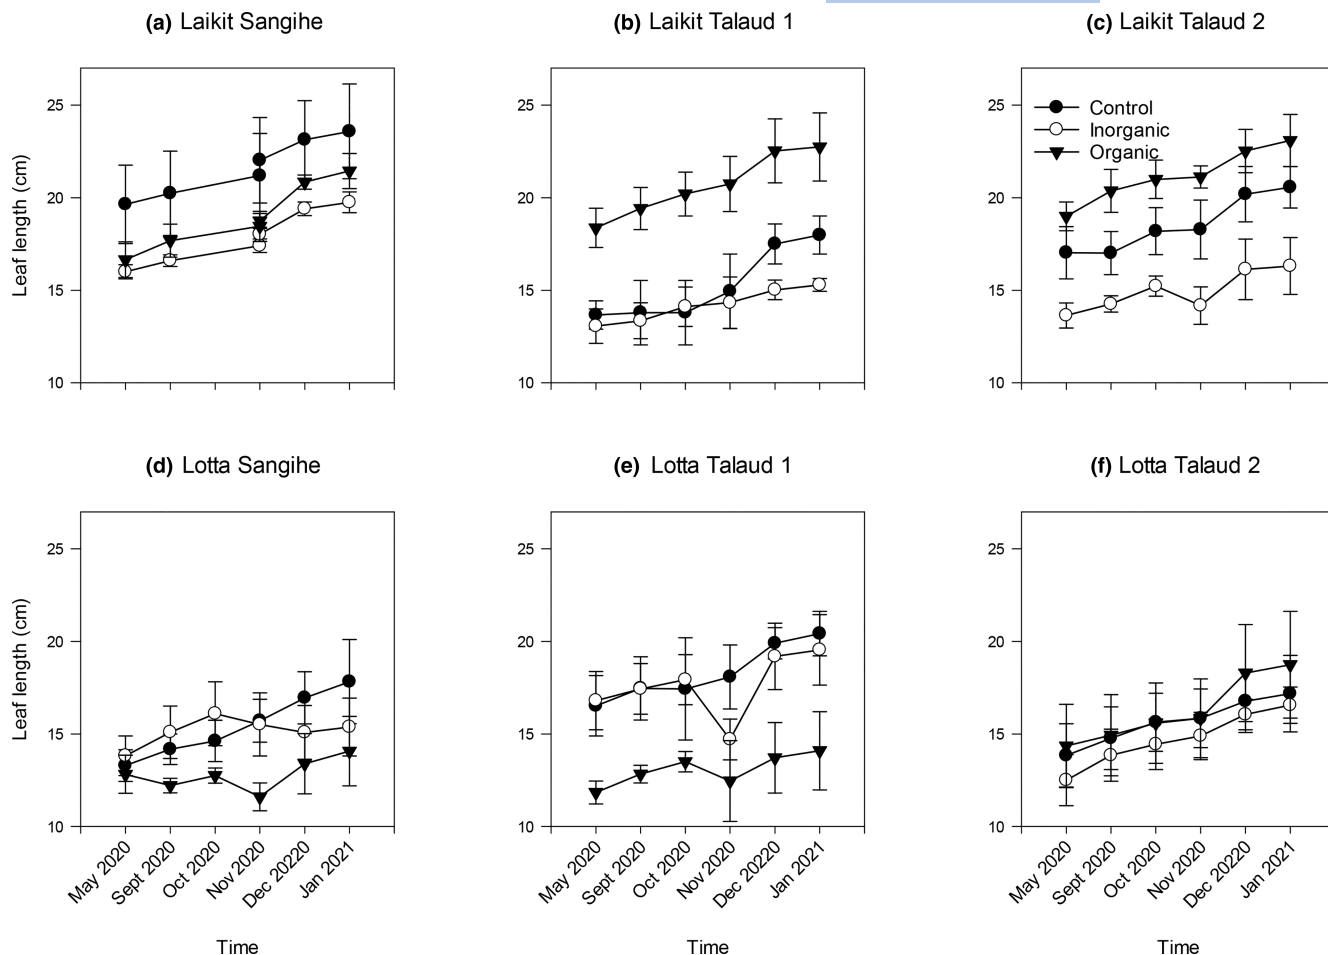 (a) Laikit Sangihe
(b) Laikit Talaud 1
(c) Laikit Talaud 2
Leaf length (cm)
25
20
15
10
25
20
15
10
25
20
15
10
Control
Inorganic
Organic
(d) Lotta Sangihe
(e) Lotta Talaud 1
(f) Lotta Talaud 2
Leaf length (cm)
25
20
15
10
25
20
15
10
25
20
15
10
May 2020
Sept 2020
Oct 2020
Nov 2020
Dec 20220
Jan 2021
May 2020
Sept 2020
Oct 2020
Nov 2020
Dec 20220
Jan 2021
May 2020
Sept 2020
Oct 2020
Nov 2020
Dec 20220
Jan 2021
Time
Time
Time